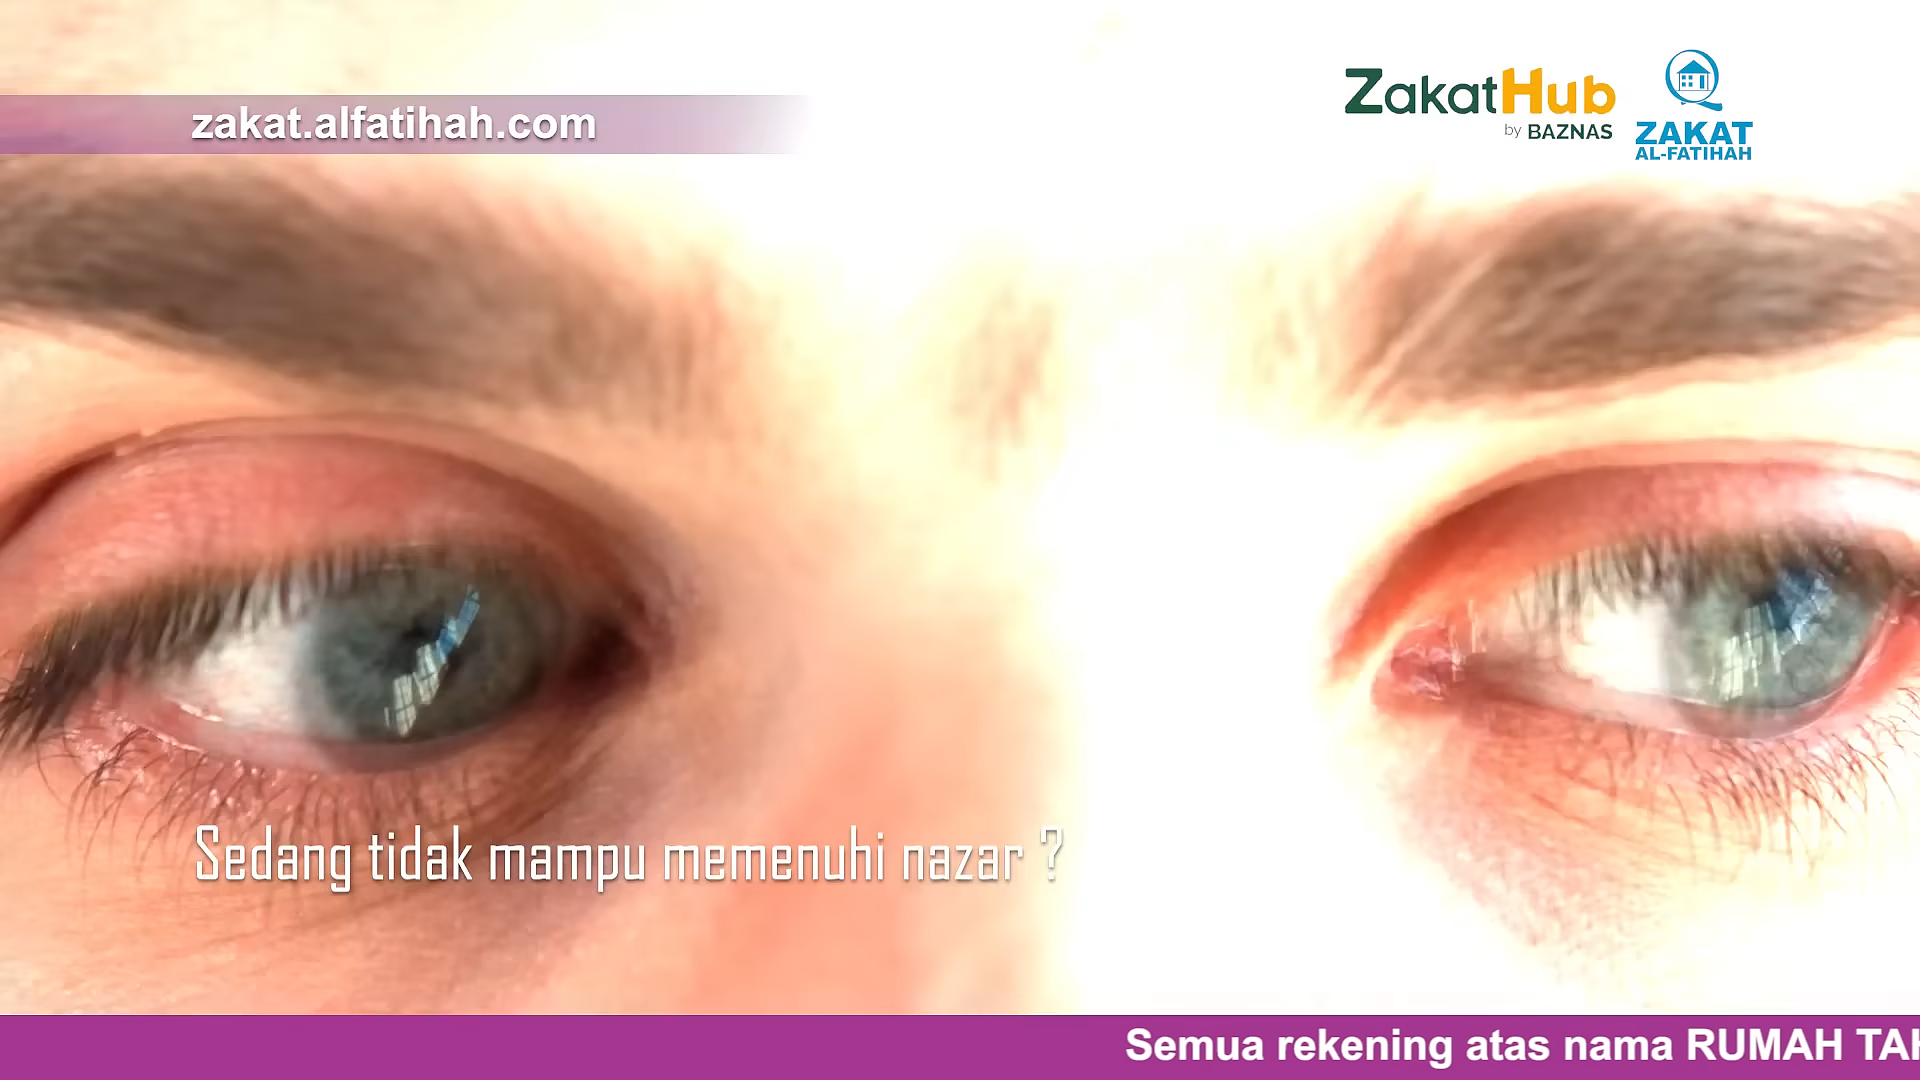 zakat.alfatihah.com
ZakatHub
by BAZNAS
ZAKAT
AL-FATIHAH
Sedang tidak mampu memenuhi nazar ?
Semua rekening atas nama RUMAH